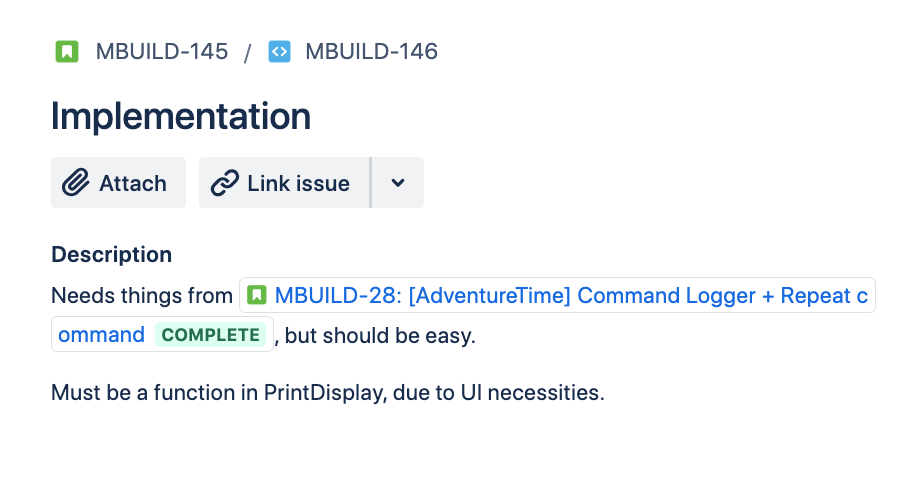 MBUILD-145 / MBUILD-146
Implementation
Attach Link issue
Description
Needs things from MBUILD-28: [AdventureTime] Command Logger + Repeat c
ommand COMPLETE , but should be easy.
Must be a function in PrintDisplay, due to UI necessities.